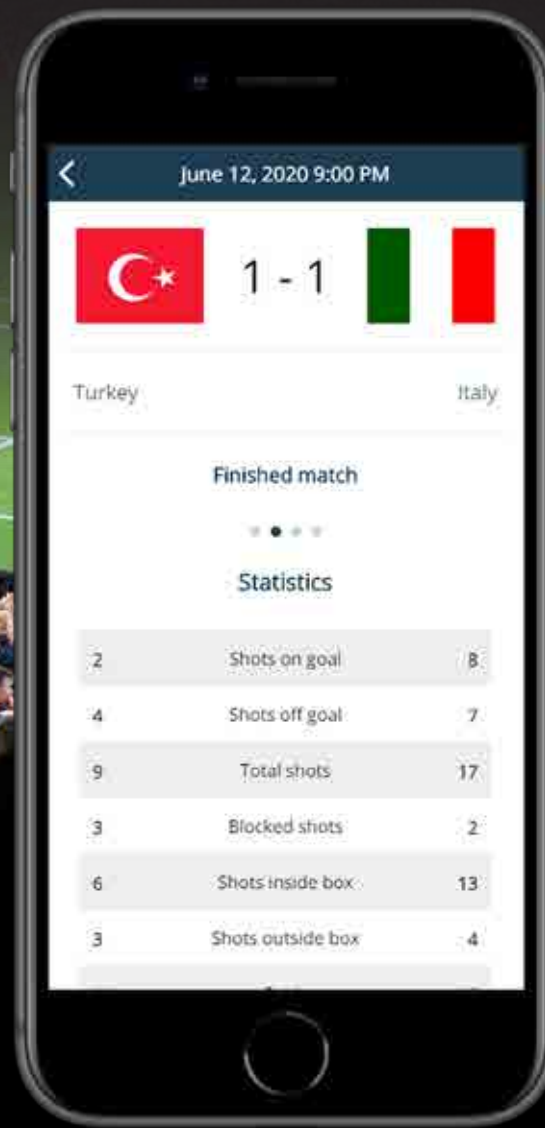 June 12, 2020 9:00 PM
1 - 1
Turkey Italy
Finished match
Statistics
2 Shots on goal 8
4 Shots off goal 7
9 Total shots 17
3 Blocked shots 2
6 Shots inside box 13
3 Shots outside box 4